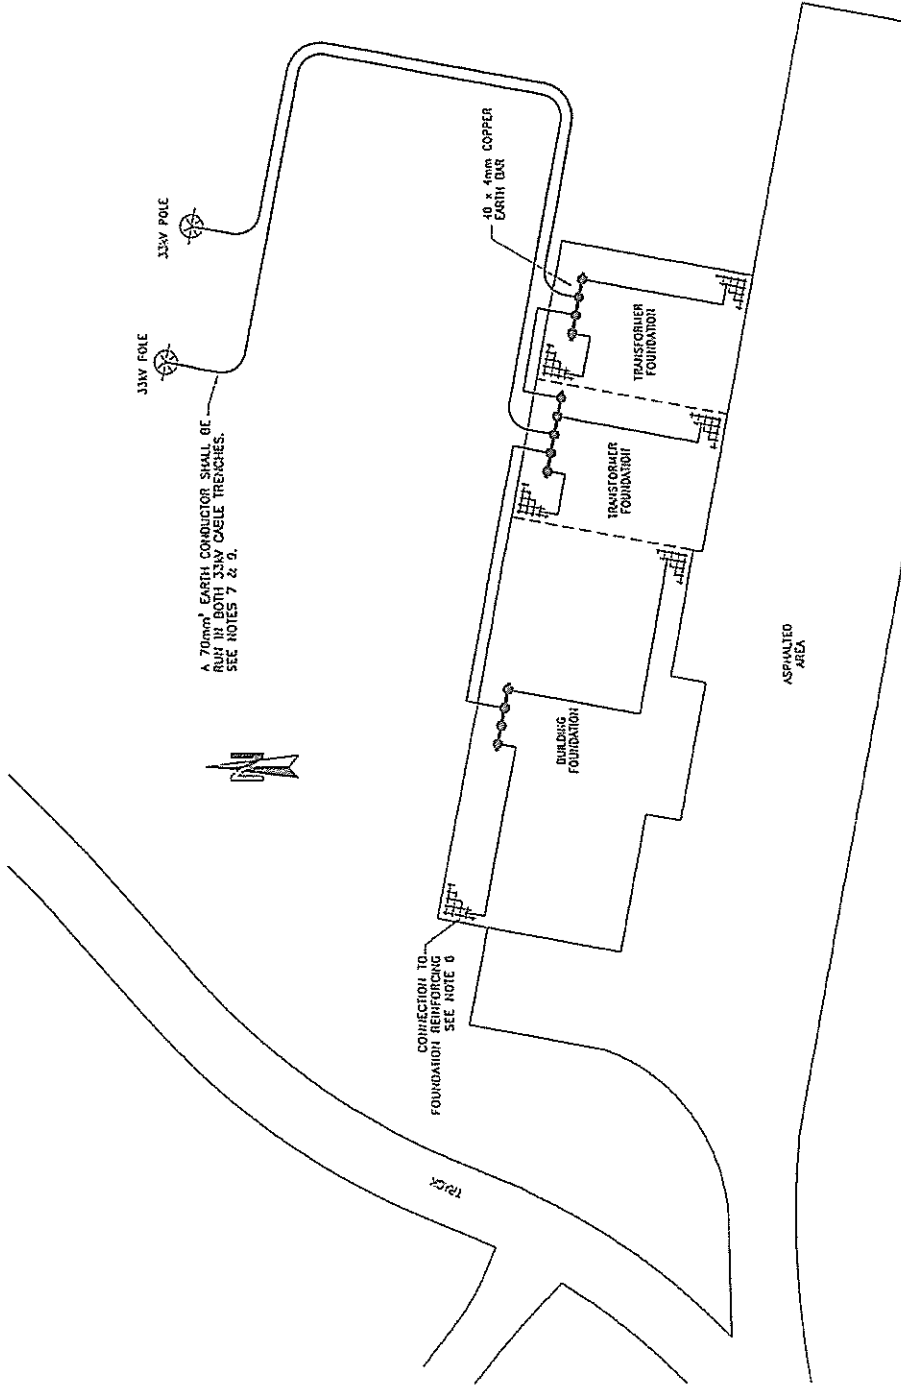 33kV POLE
33kV POLE
A 70mm² EARTH CONDUCTOR SHALL BE
RUN IN BOTH 33kV CABLE TRENCHES.
SEE NOTES 7 & 9.
40 x 4mm COPPER
EARTH BAR
N
TRANSFORMER
FOUNDATION
TRANSFORMER
FOUNDATION
BUILDING
FOUNDATION
ASPHALTED
AREA
CONNECTION TO
FOUNDATION REINFORCING
SEE NOTE 6
TRACK